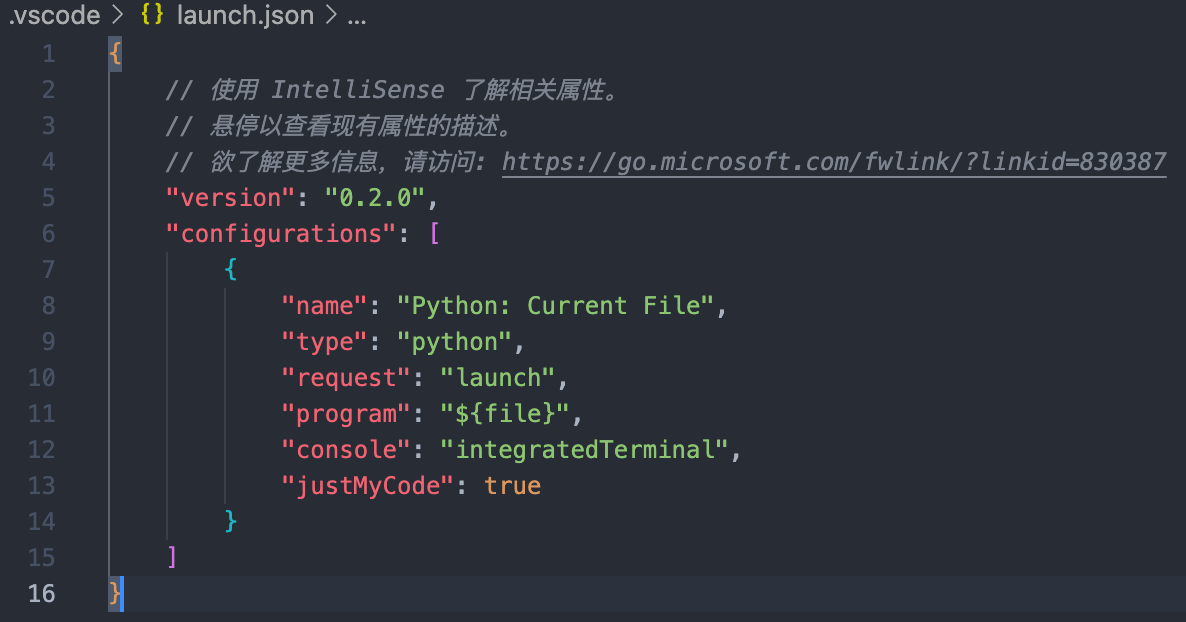 .vscode > {} launch.json > ...
1 {
2 // 使用 IntelliSense 了解相关属性。
3 // 悬停以查看现有属性的描述。
4 // 欲了解更多信息，请访问: https://go.microsoft.com/fwlink/?linkid=830387
5 "version": "0.2.0",
6 "configurations": [
7 {
8 "name": "Python: Current File",
9 "type": "python",
10 "request": "launch",
11 "program": "${file}",
12 "console": "integratedTerminal",
13 "justMyCode": true
14 }
15 ]
16 }